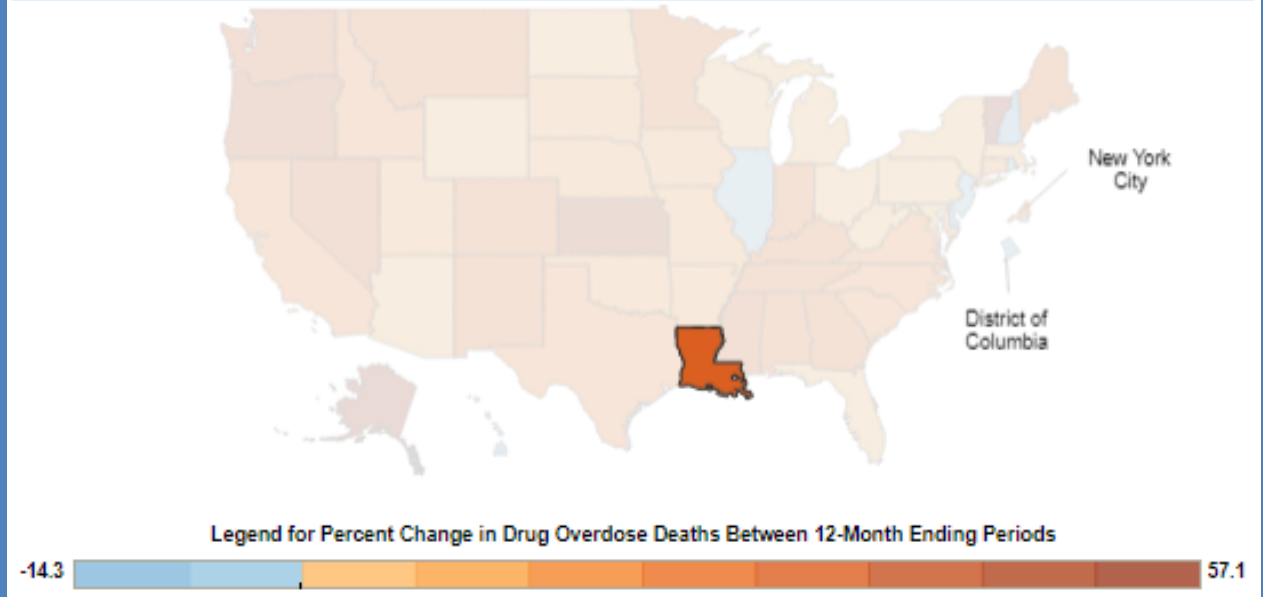 New York
City
District of
Columbia
Legend for Percent Change in Drug Overdose Deaths Between 12-Month Ending Periods
-14.3
57.1